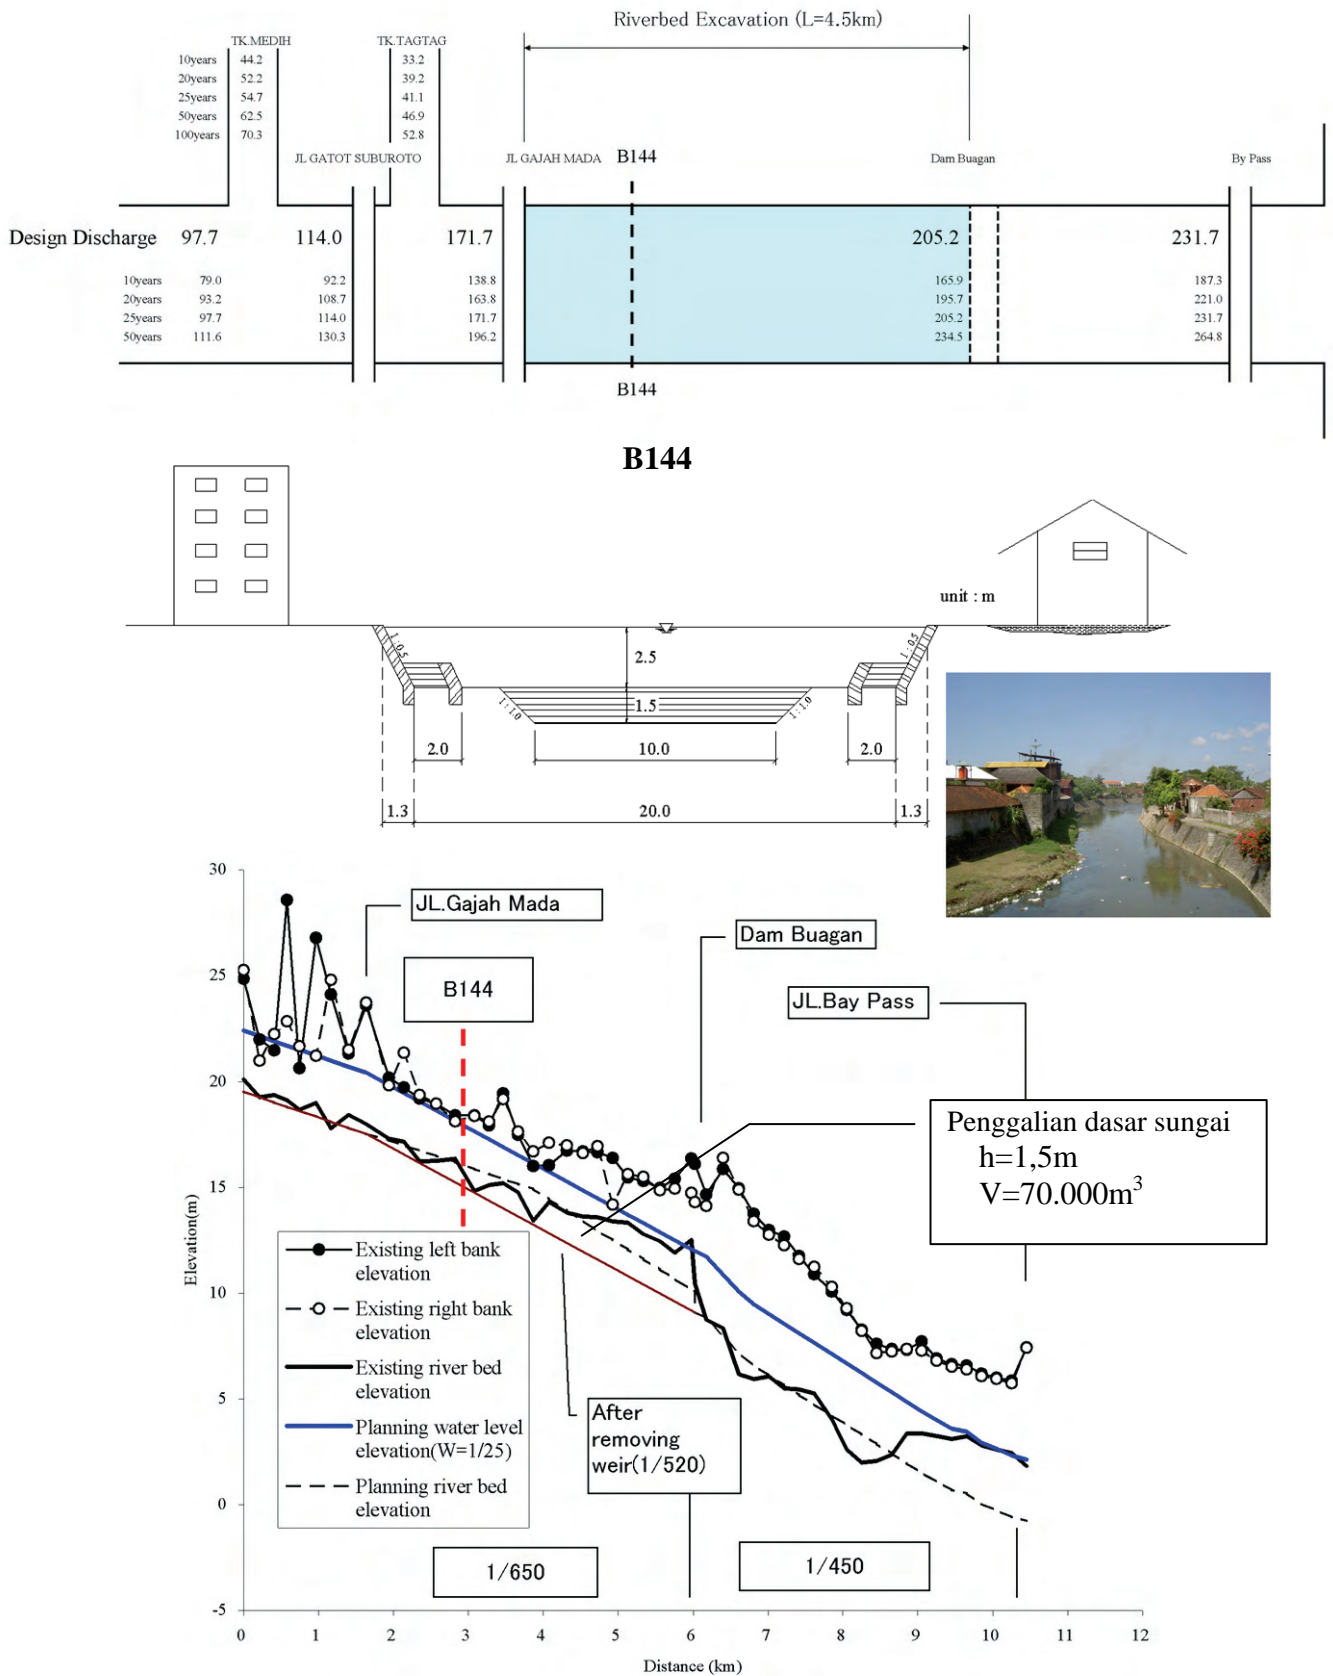 Riverbed Excavation (L=4.5km)
TK.MEDIH
TK.TAGTAG
10years 44.2 33.2
20years 52.2 39.2
25years 54.7 41.1
50years 62.5 46.9
100years 70.3 52.8
JL GATOT SUBUROTO
JL GAJAH MADA
B144
Dam Buagan
By Pass
Design Discharge 97.7 114.0 171.7 205.2 231.7
10years 79.0 92.2 138.8 165.9 187.3
20years 93.2 108.7 163.8 195.7 221.0
25years 97.7 114.0 171.7 205.2 231.7
50years 111.6 130.3 196.2 234.5 264.8
B144
B144
unit : m
1:0.5
1:0.5
2.5
1.5
1:1.0
1:1.0
2.0
10.0
2.0
1.3
20.0
1.3
30
JL.Gajah Mada
Dam Buagan
25
B144
JL.Bay Pass
20
Penggalian dasar sungai
h=1,5m
V=70.000m³
15
Elevation(m)
Existing left bank
elevation
10
Existing right bank
elevation
Existing river bed
elevation
5
After
removing
weir(1/520)
Planning water level
elevation(W=1/25)
Planning river bed
elevation
0
1/650
1/450
-5
0 1 2 3 4 5 6 7 8 9 10 11 12
Distance (km)